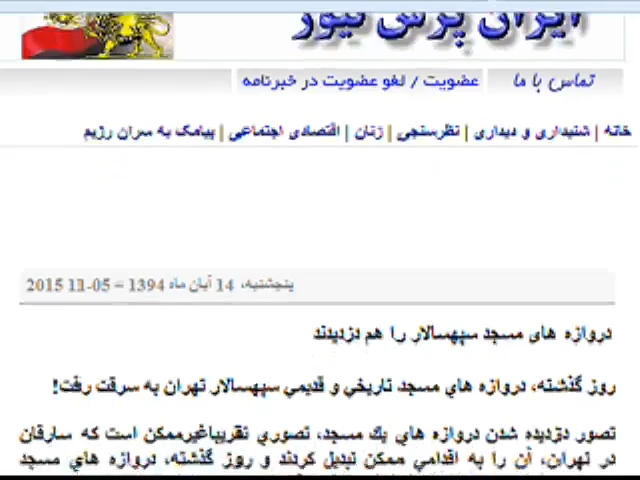 ایران پرس نیوز
تماس با ما
عضویت / لغو عضویت در خبرنامه
خانه | شنیداری و دیداری | نظرسنجی | زنان | اقتصادی اجتماعی | پیامک به سران رژیم
پنجشنبه، 14 آبان ماه 1394 = 05-11 2015
دروازه های مسجد سپهسالار را هم دزدیدند
روز گذشته، دروازه هاي مسجد تاريخي و قديمي سپهسالار تهران به سرقت رفت!
تصور دزدیده شدن دروازه هاي يك مسجد، تصوري تقريباغيرممكن است كه سارقان
در تهران، آن را به اقدامي ممكن تبديل كردند و روز گذشته، دروازه هاي مسجد